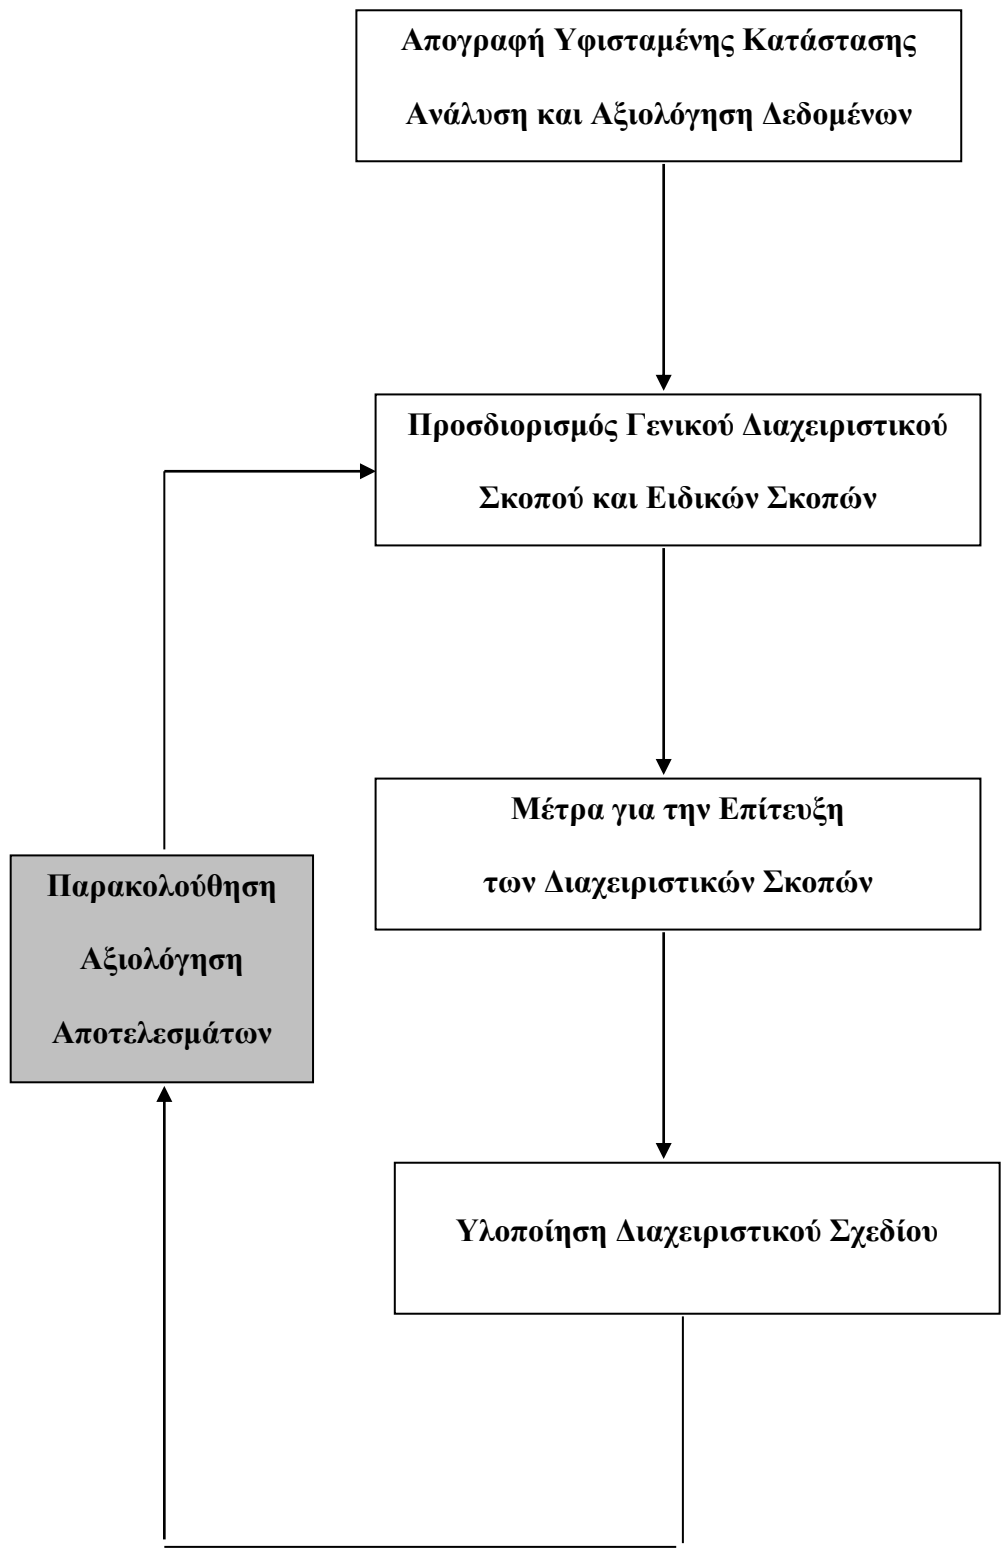 Απογραφή Υφισταμένης Κατάστασης
Ανάλυση και Αξιολόγηση Δεδομένων
Προσδιορισμός Γενικού Διαχειριστικού
Σκοπού και Ειδικών Σκοπών
Μέτρα για την Επίτευξη
των Διαχειριστικών Σκοπών
Παρακολούθηση
Αξιολόγηση
Αποτελεσμάτων
Υλοποίηση Διαχειριστικού Σχεδίου